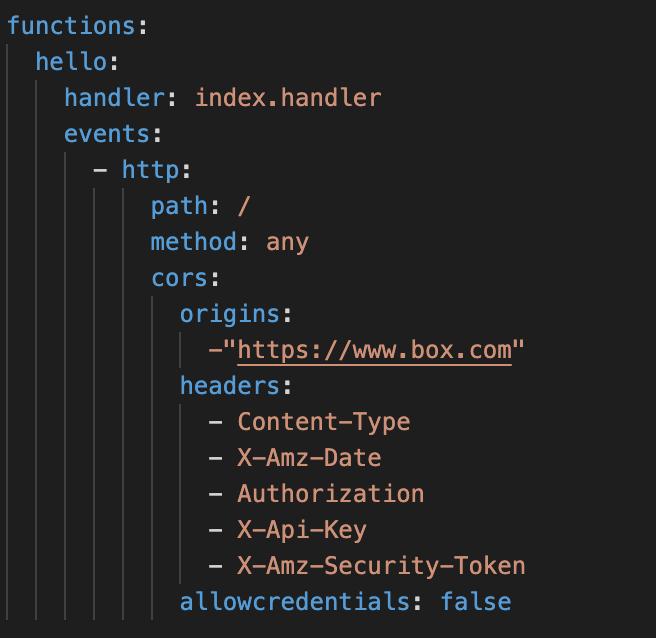 functions:
  hello:
    handler: index.handler
    events:
      - http:
          path: /
          method: any
          cors:
            origins:
              -"https://www.box.com"
            headers:
              - Content-Type
              - X-Amz-Date
              - Authorization
              - X-Api-Key
              - X-Amz-Security-Token
            allowcredentials: false